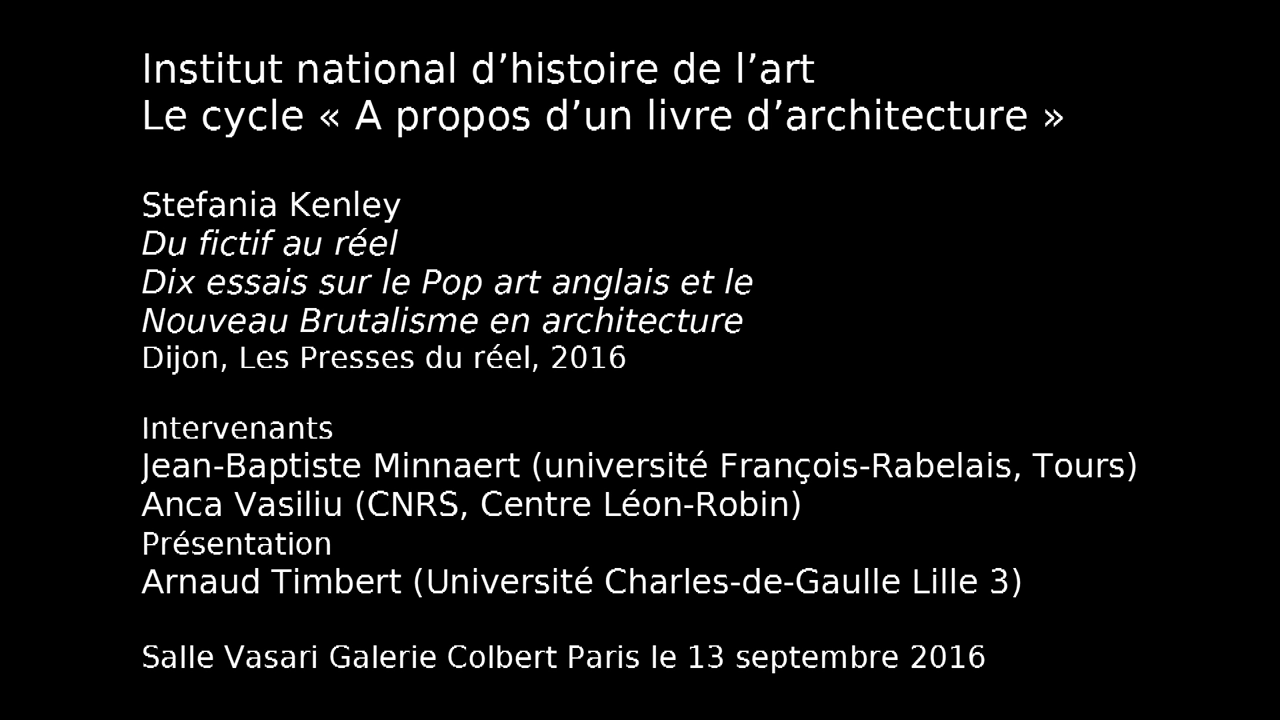 Institut national d’histoire de l’art
Le cycle « A propos d’un livre d’architecture »
Stefania Kenley
Du fictif au réel
Dix essais sur le Pop art anglais et le
Nouveau Brutalisme en architecture
Dijon, Les Presses du réel, 2016
Intervenants
Jean-Baptiste Minnaert (université François-Rabelais, Tours)
Anca Vasiliu (CNRS, Centre Léon-Robin)
Présentation
Arnaud Timbert (Université Charles-de-Gaulle Lille 3)
Salle Vasari Galerie Colbert Paris le 13 septembre 2016